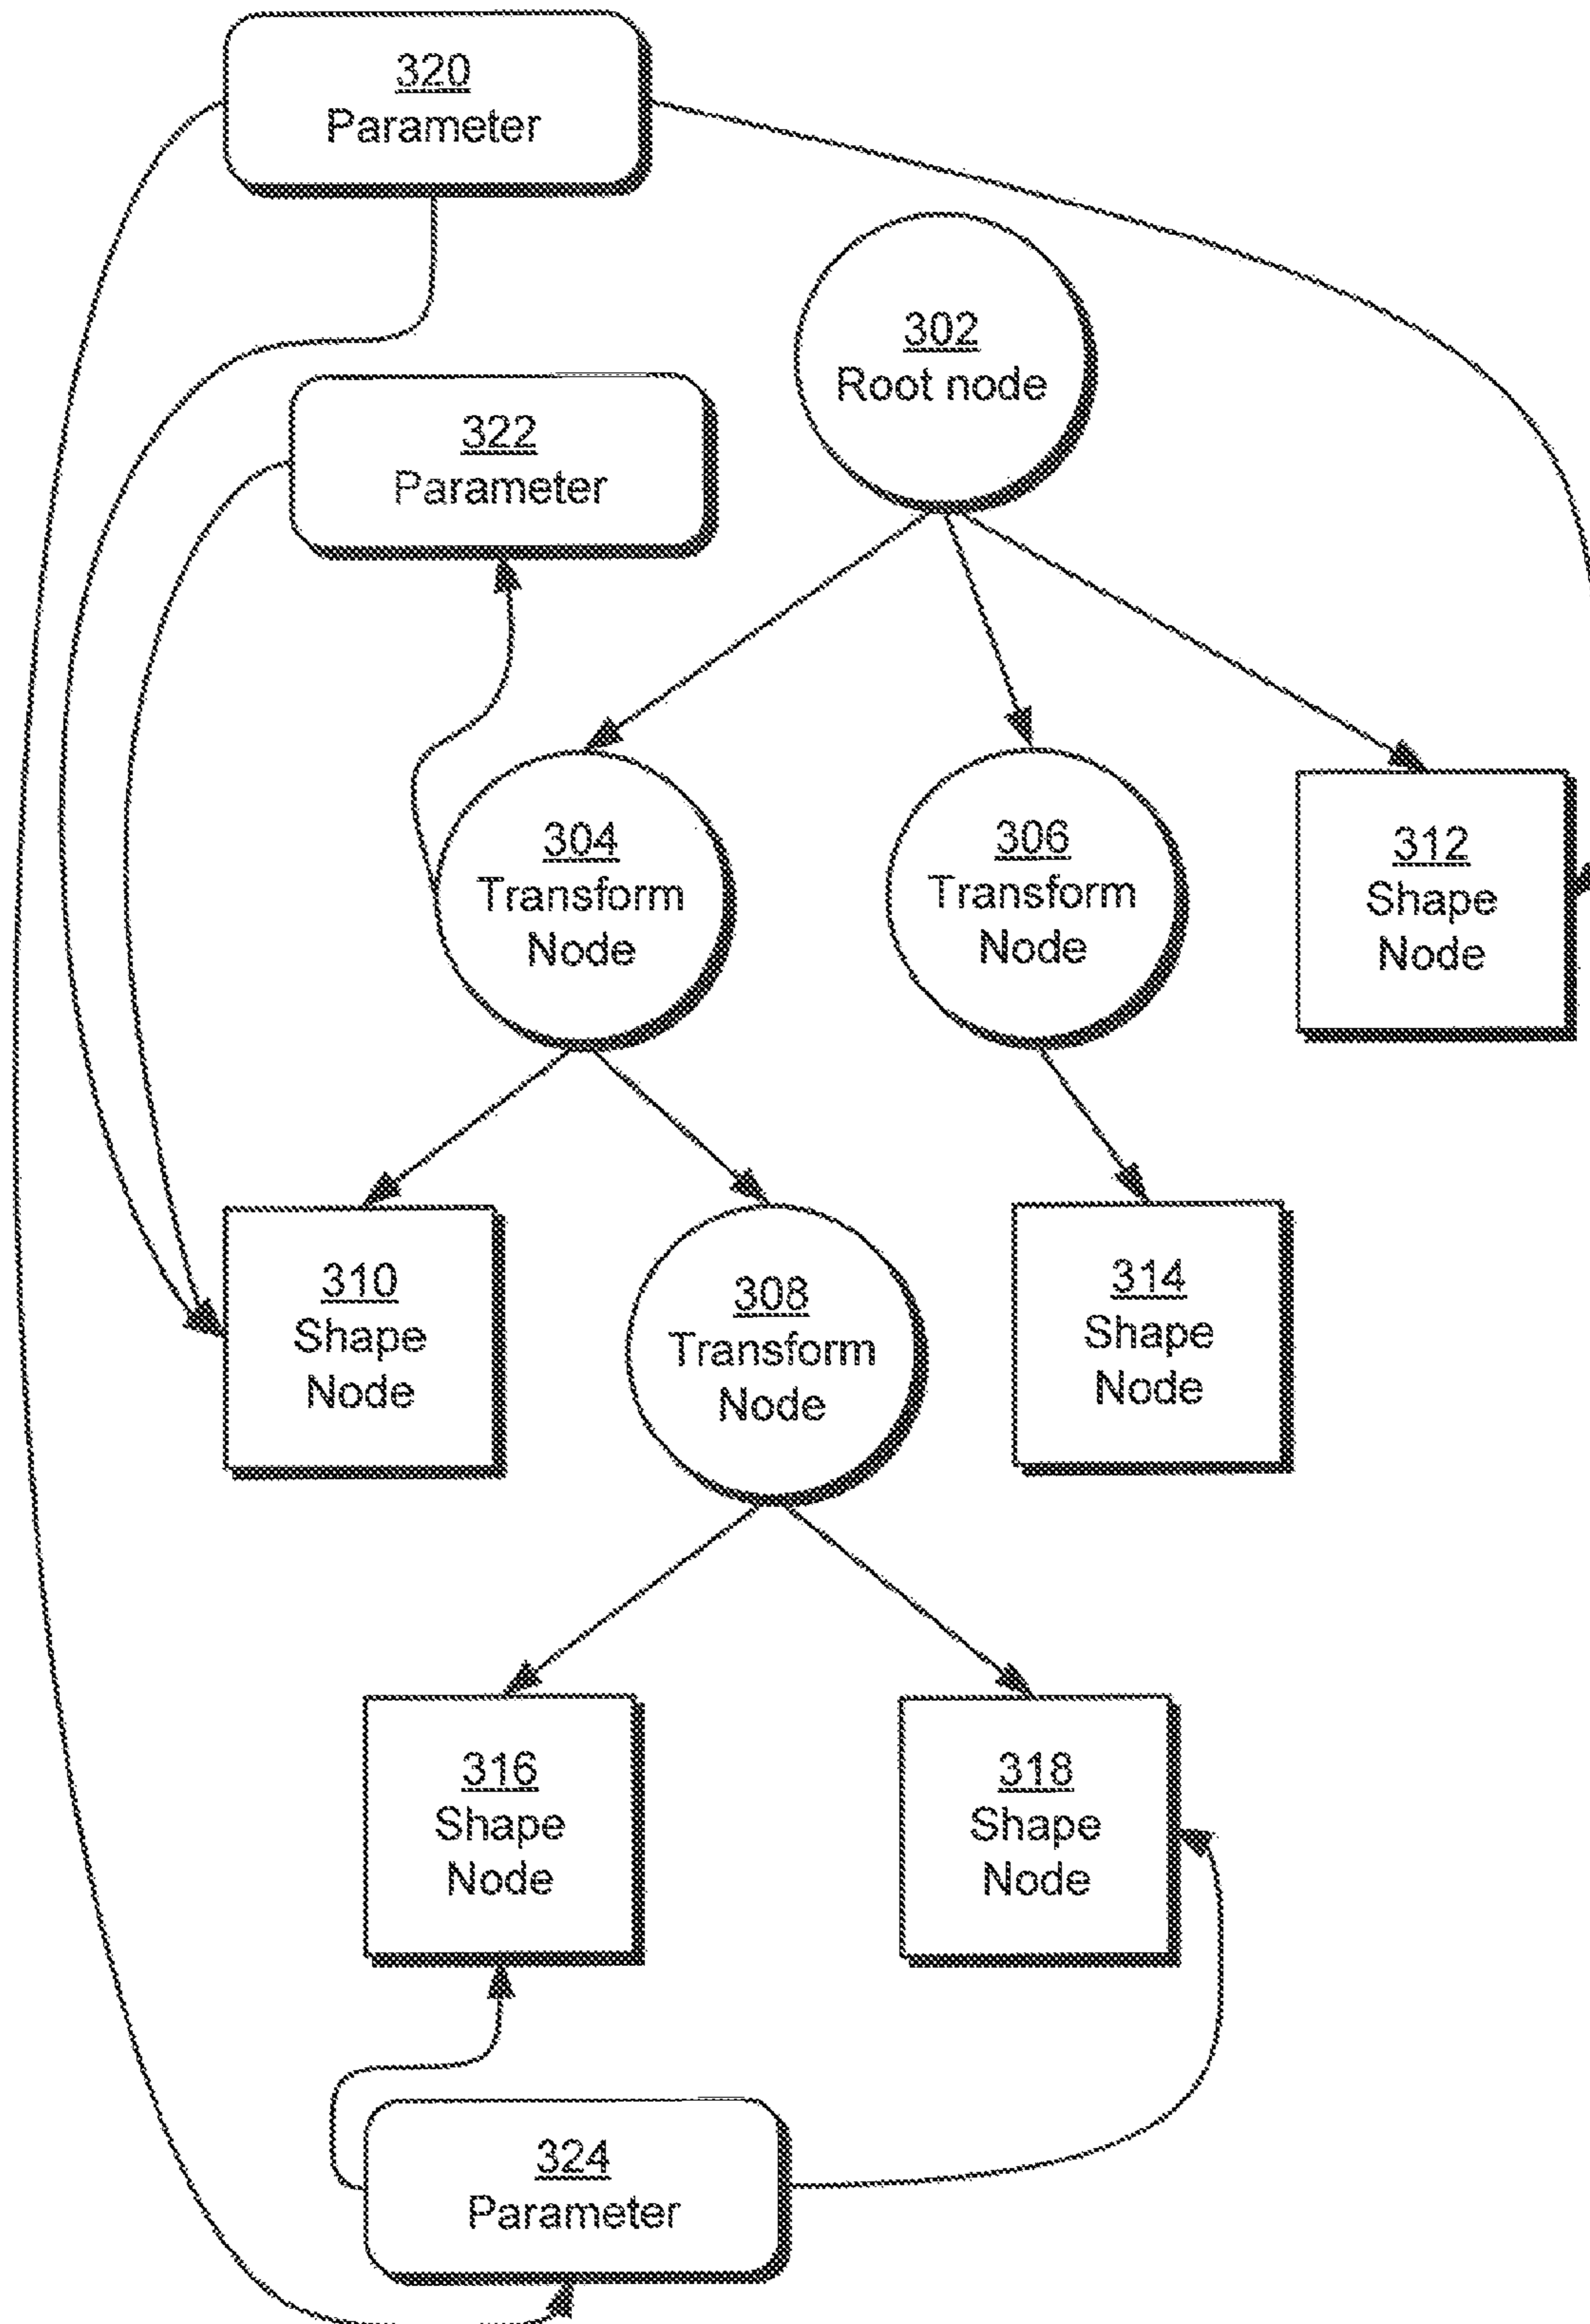 320
Parameter
302
Root node
322
Parameter
304
Transform
Node
306
Transform
Node
312
Shape
Node
310
Shape
Node
308
Transform
Node
314
Shape
Node
316
Shape
Node
318
Shape
Node
324
Parameter